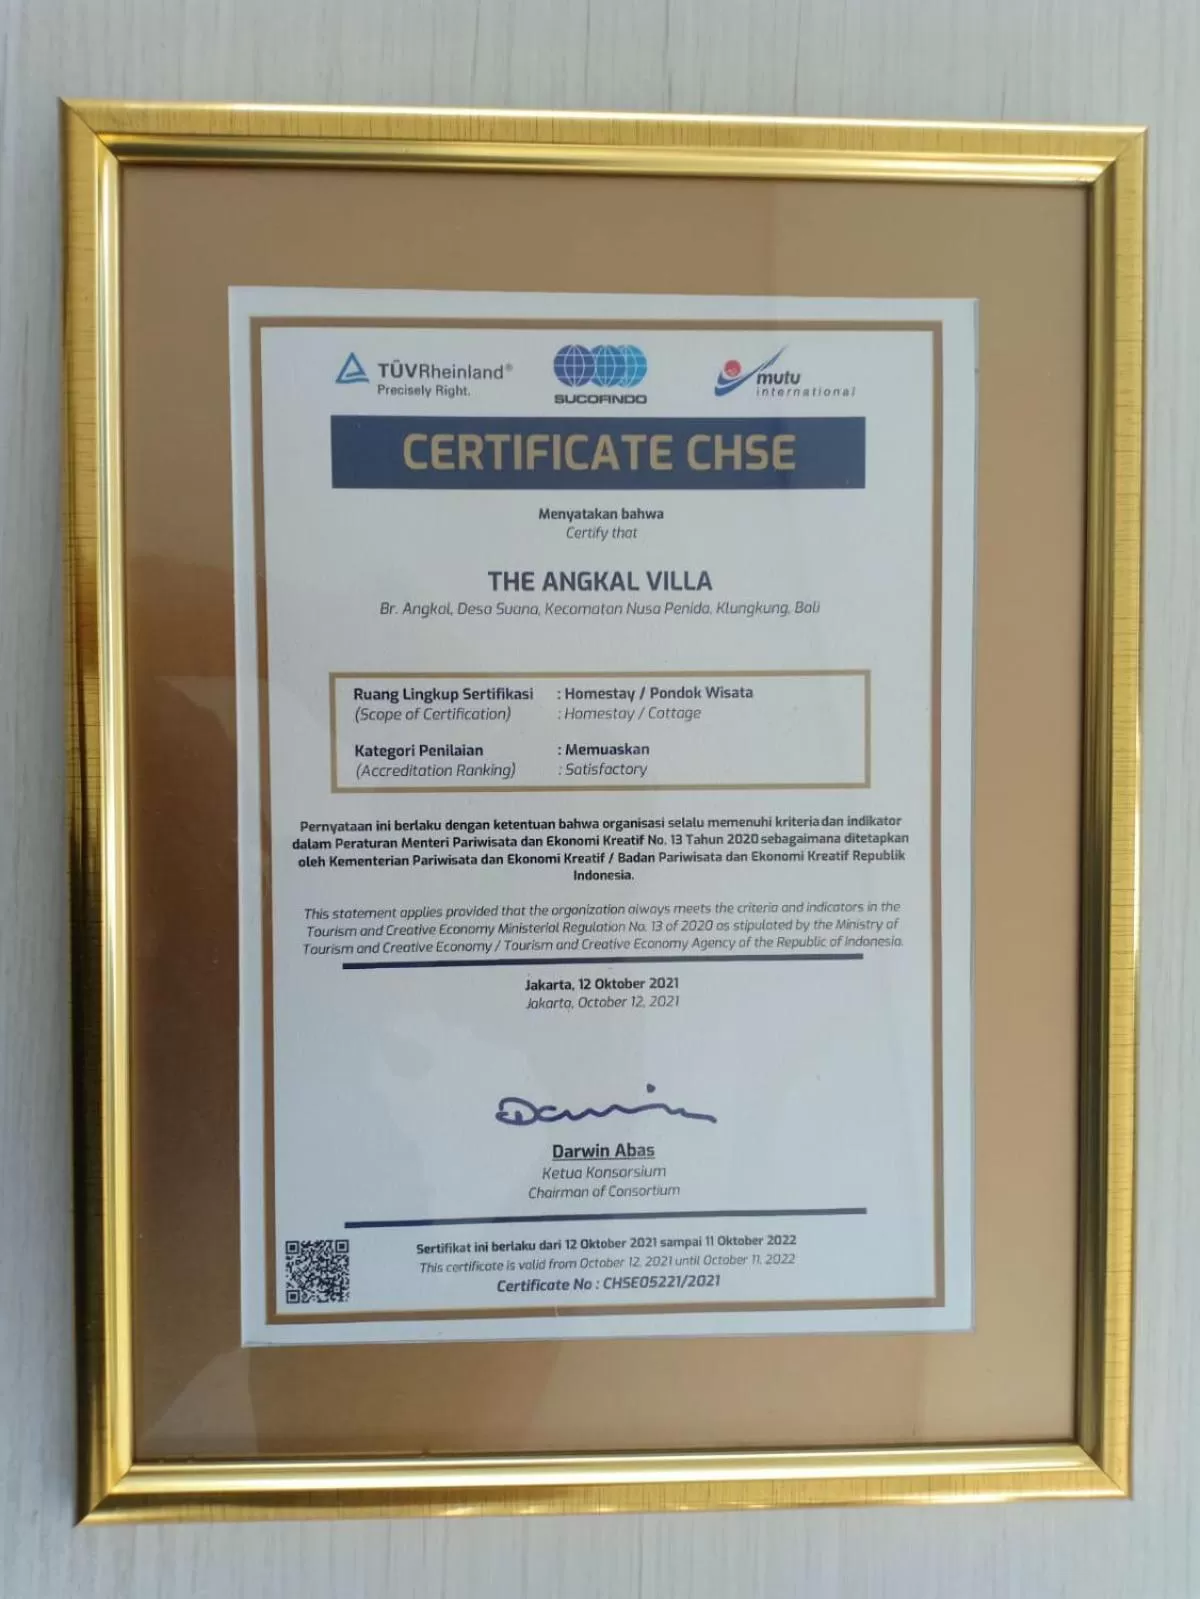 TÜVRheinland®
Precisely Right.
SUCOFINDO
mutu
international
CERTIFICATE CHSE
Menyatakan bahwa
Certify that
THE ANGKAL VILLA
Br. Angkal, Desa Suana, Kecamatan Nusa Penida, Klungkung, Bali
Ruang Lingkup Sertifikasi : Homestay / Pondok Wisata
(Scope of Certification) : Homestay / Cottage
Kategori Penilaian : Memuaskan
(Accreditation Ranking) : Satisfactory
Pernyataan ini berlaku dengan ketentuan bahwa organisasi selalu memenuhi kriteria dan indikator
dalam Peraturan Menteri Pariwisata dan Ekonomi Kreatif No. 13 Tahun 2020 sebagaimana ditetapkan
oleh Kementerian Pariwisata dan Ekonomi Kreatif / Badan Pariwisata dan Ekonomi Kreatif Republik
Indonesia.
This statement applies provided that the organization always meets the criteria and indicators in the
Tourism and Creative Economy Ministerial Regulation No. 13 of 2020 as stipulated by the Ministry of
Tourism and Creative Economy / Tourism and Creative Economy Agency of the Republic of Indonesia.
Jakarta, 12 Oktober 2021
Jakarta, October 12, 2021
Darwin
Darwin Abas
Ketua Konsorsium
Chairman of Consortium
Sertifikat ini berlaku dari 12 Oktober 2021 sampai 11 Oktober 2022
This certificate is valid from October 12, 2021 until October 11, 2022
Certificate No : CHSE05221/2021